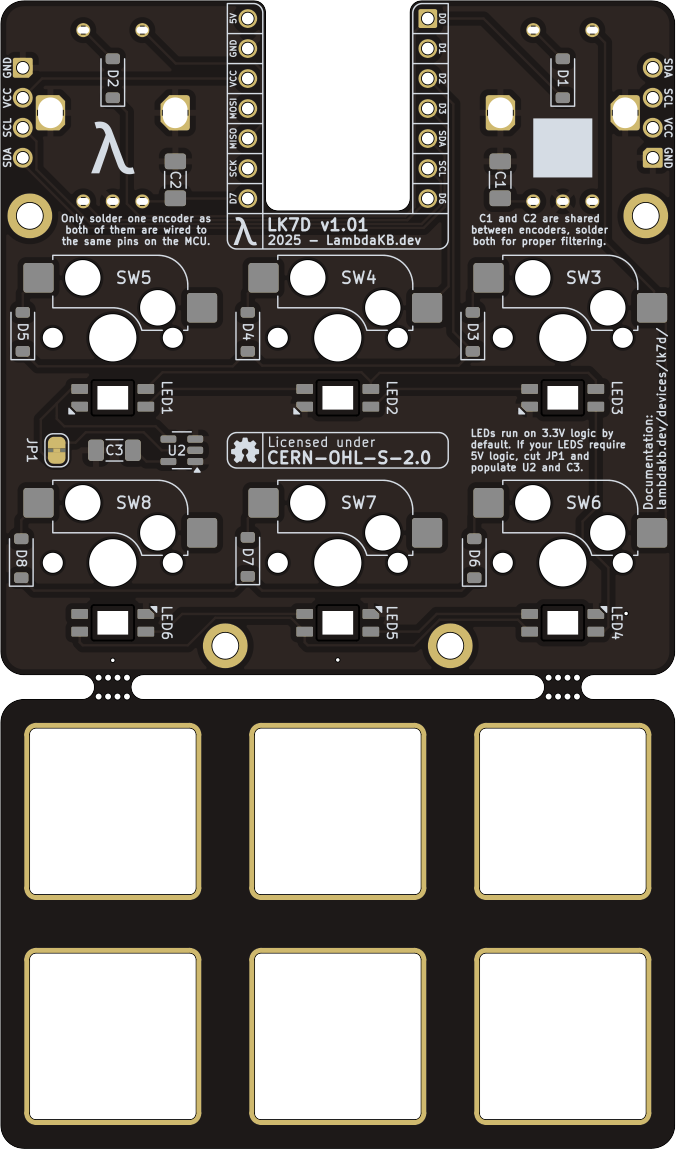 5V
GND
VCC
MOSI
MISO
SCK
D7
D0
D1
D2
D3
SDA
SCL
D6
GND
VCC
SCL
SDA
D2
C2
D1
C1
SDA
SCL
VCC
GND
λ
Only solder one encoder as
both of them are wired to
the same pins on the MCU.
λ
LK7D v1.01
2025 – LambdaKB.dev
C1 and C2 are shared
between encoders, solder
both for proper filtering.
SW5
SW4
SW3
D5
D4
D3
LED1
LED2
LED3
JP1
C3
U2
Licensed under
CERN-OHL-S-2.0
LEDs run on 3.3V logic by
default. If your LEDS require
5V logic, cut JP1 and
populate U2 and C3.
Documentation:
lambdakb.dev/devices/lk7d/
SW8
SW7
SW6
D8
D7
D6
LED6
LED5
LED4